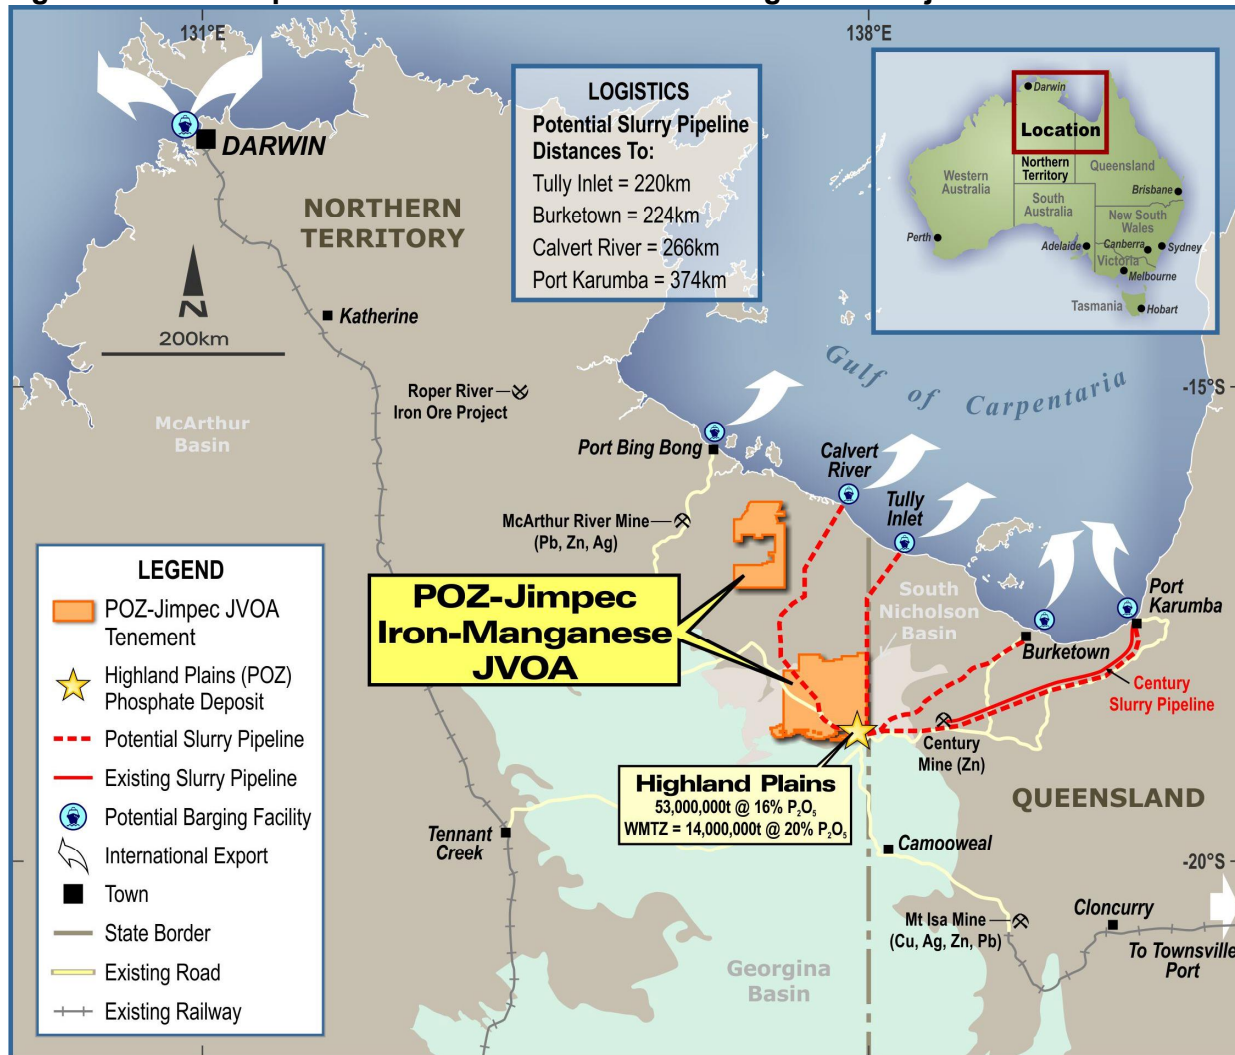 131°E
138°E
DARWIN
NORTHERN
TERRITORY
N
200km
Katherine
McArthur
Basin
Roper River
Iron Ore Project
LOGISTICS
Potential Slurry Pipeline
Distances To:
Tully Inlet = 220km
Burketown = 224km
Calvert River = 266km
Port Karumba = 374km
Darwin
Location
Northern
Territory
Western
Australia
Queensland
South
Australia
Brisbane
New South
Wales
Perth
Adelaide
Canberra
Sydney
Victoria
Melbourne
Tasmania
Hobart
Gulf of Carpentaria
15°S
Port Bing Bong
Calvert
River
Tully
Inlet
McArthur River Mine
(Pb, Zn, Ag)
South
Nicholson
Basin
Port
Karumba
Burketown
Century
Slurry Pipeline
POZ-Jimpec
Iron-Manganese
JVOA
Century
Mine (Zn)
Highland Plains
53,000,000t @ 16% P₂O₅
WMTZ = 14,000,000t @ 20% P₂O₅
QUEENSLAND
Tennant
Creek
Camooweal
20°S
Mt Isa Mine
(Cu, Ag, Zn, Pb)
Cloncurry
To Townsville
Port
Georgina
Basin
LEGEND
POZ-Jimpec JVOA
Tenement
Highland Plains (POZ)
Phosphate Deposit
Potential Slurry Pipeline
Existing Slurry Pipeline
Potential Barging Facility
International Export
Town
State Border
Existing Road
Existing Railway